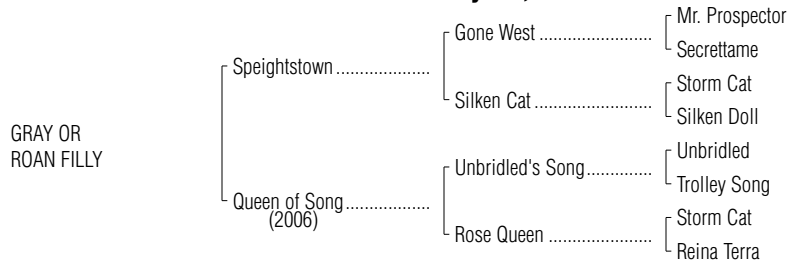 Mr. Prospector
Gone West ....................
Secrettame
Speightstown ....................
Storm Cat
Silken Cat ....................
Silken Doll
GRAY OR
ROAN FILLY
Unbridled
Unbridled's Song ...............
Trolley Song
Queen of Song ..................
(2006)
Storm Cat
Rose Queen ..................
Reina Terra